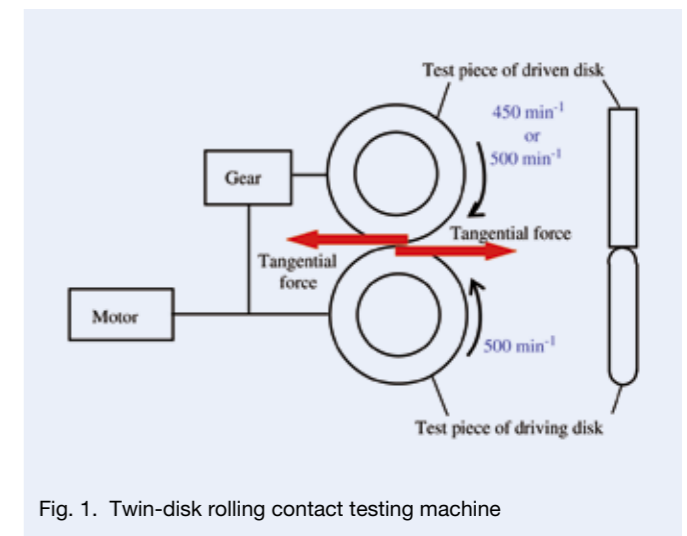 Test piece of driven disk
450 min-1
or
500 min-1
Gear
Tangential force
Tangential
force
Motor
500 min-1
Test piece of driving disk
Fig. 1. Twin-disk rolling contact testing machine